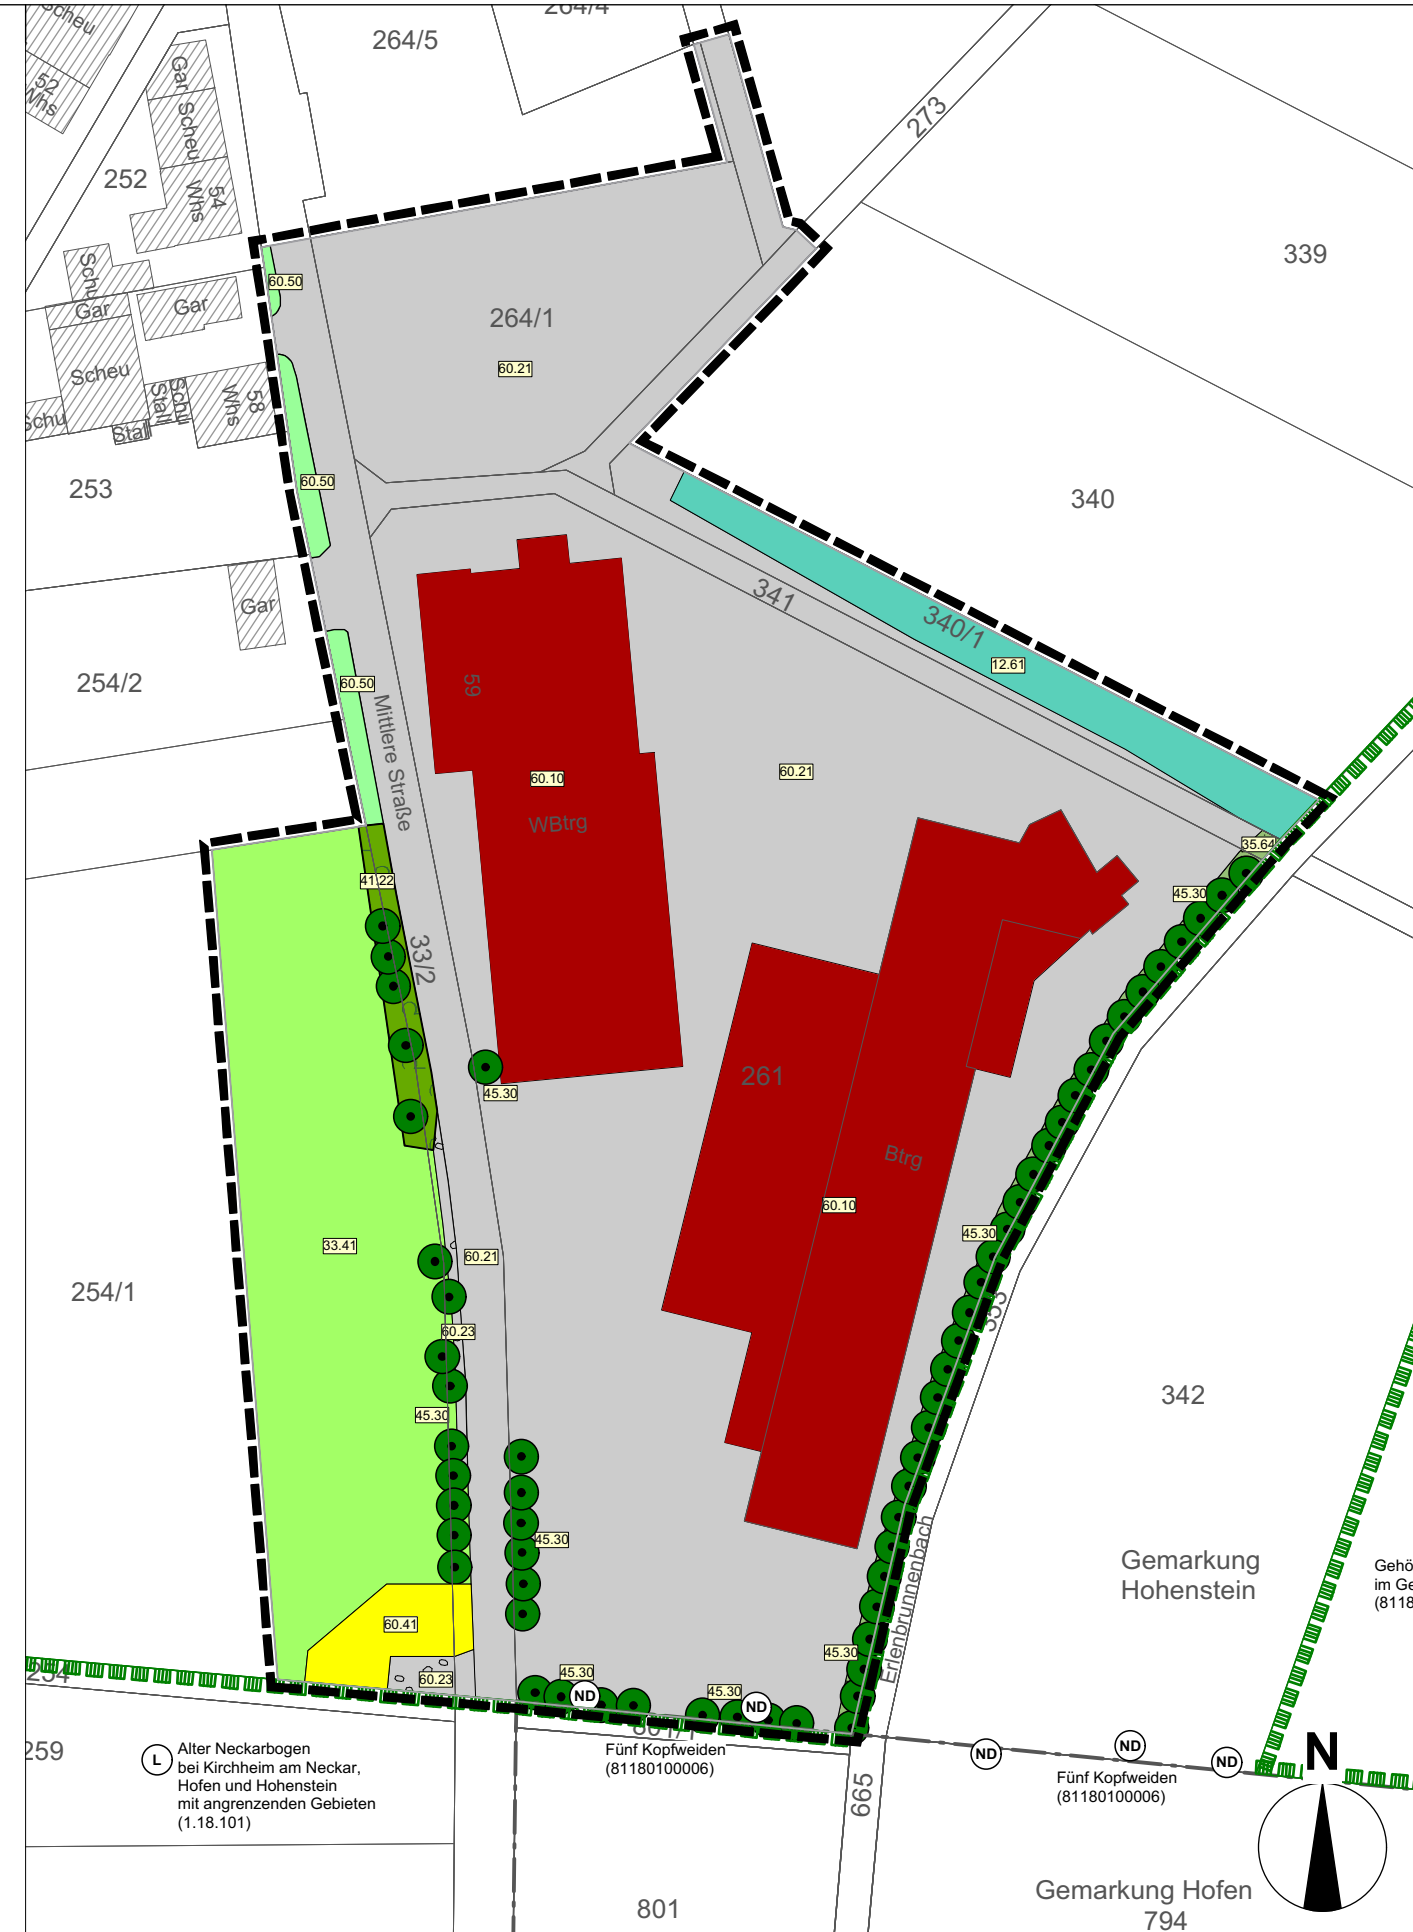 Scheu
264/4
264/5
52
Whs
Gar
Scheu
54
Whs
273
252
339
Schu
Gar
Gar
60.50
264/1
60.21
Scheu
Stall
Schu
58
Whs
Schu
Stall
60.50
253
340
341
340/1
Gar
12.61
254/2
60.50
59
Mittlere Straße
60.10
60.21
WBtrg
35.64
41.22
45.30
33/2
261
45.30
Btrg
60.10
45.30
33.41
60.21
254/1
60.23
342
45.30
45.30
Erlenbrunnenbach
Gemarkung
Hohenstein
60.41
45.30
60.23
45.30
45.30
254
ND
ND
259
L
Alter Neckarbogen
bei Kirchheim am Neckar,
Hofen und Hohenstein
mit angrenzenden Gebieten
(1.18.101)
Fünf Kopfweiden
(81180100006)
ND
ND
ND
Fünf Kopfweiden
(81180100006)
N
665
801
Gemarkung Hofen
794